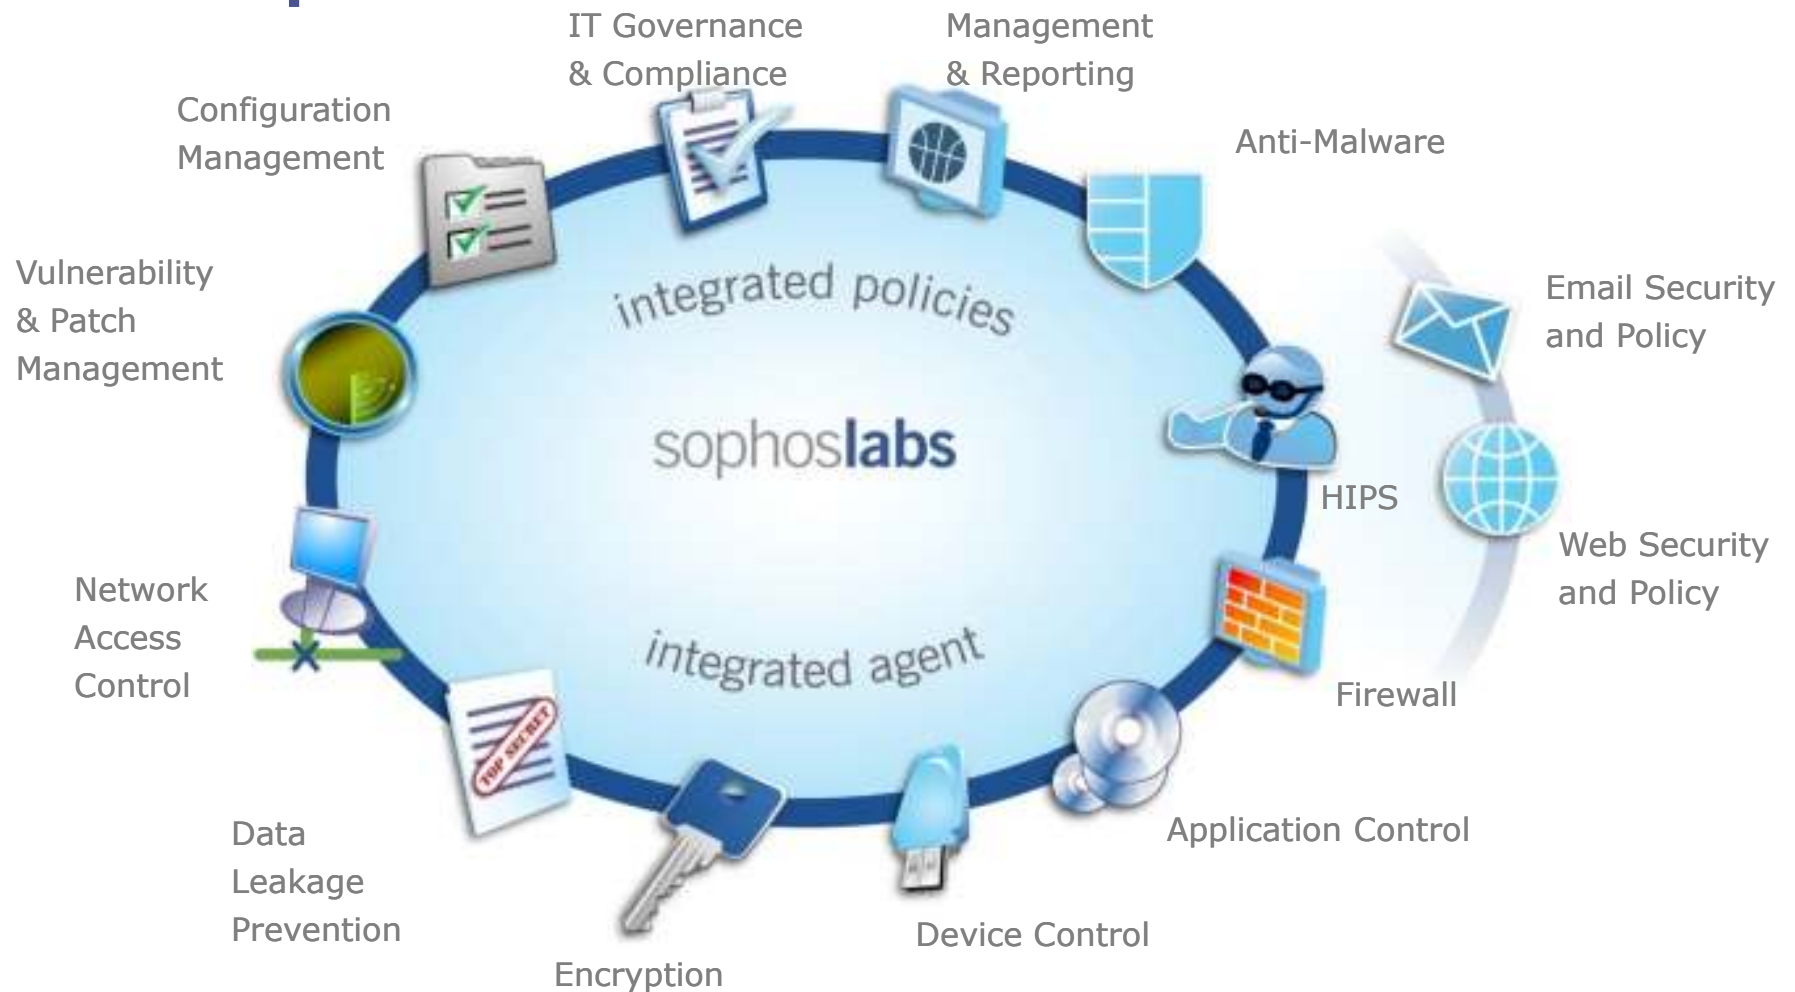 IT Governance
& Compliance
Management
& Reporting
Configuration
Management
Anti-Malware
Vulnerability
& Patch
Management
integrated policies
Email Security
and Policy
sophoslabs
HIPS
Web Security
and Policy
Network
Access
Control
integrated agent
Firewall
TOP SECRET
Application Control
Data
Leakage
Prevention
Device Control
Encryption